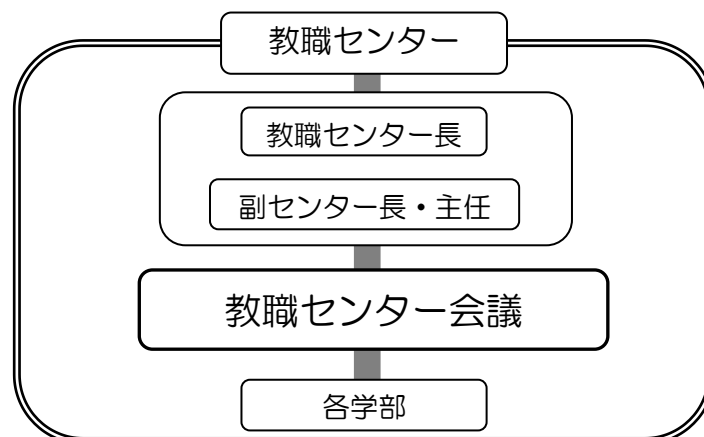 教職センター
教職センター長
副センター長・主任
教職センター会議
各学部